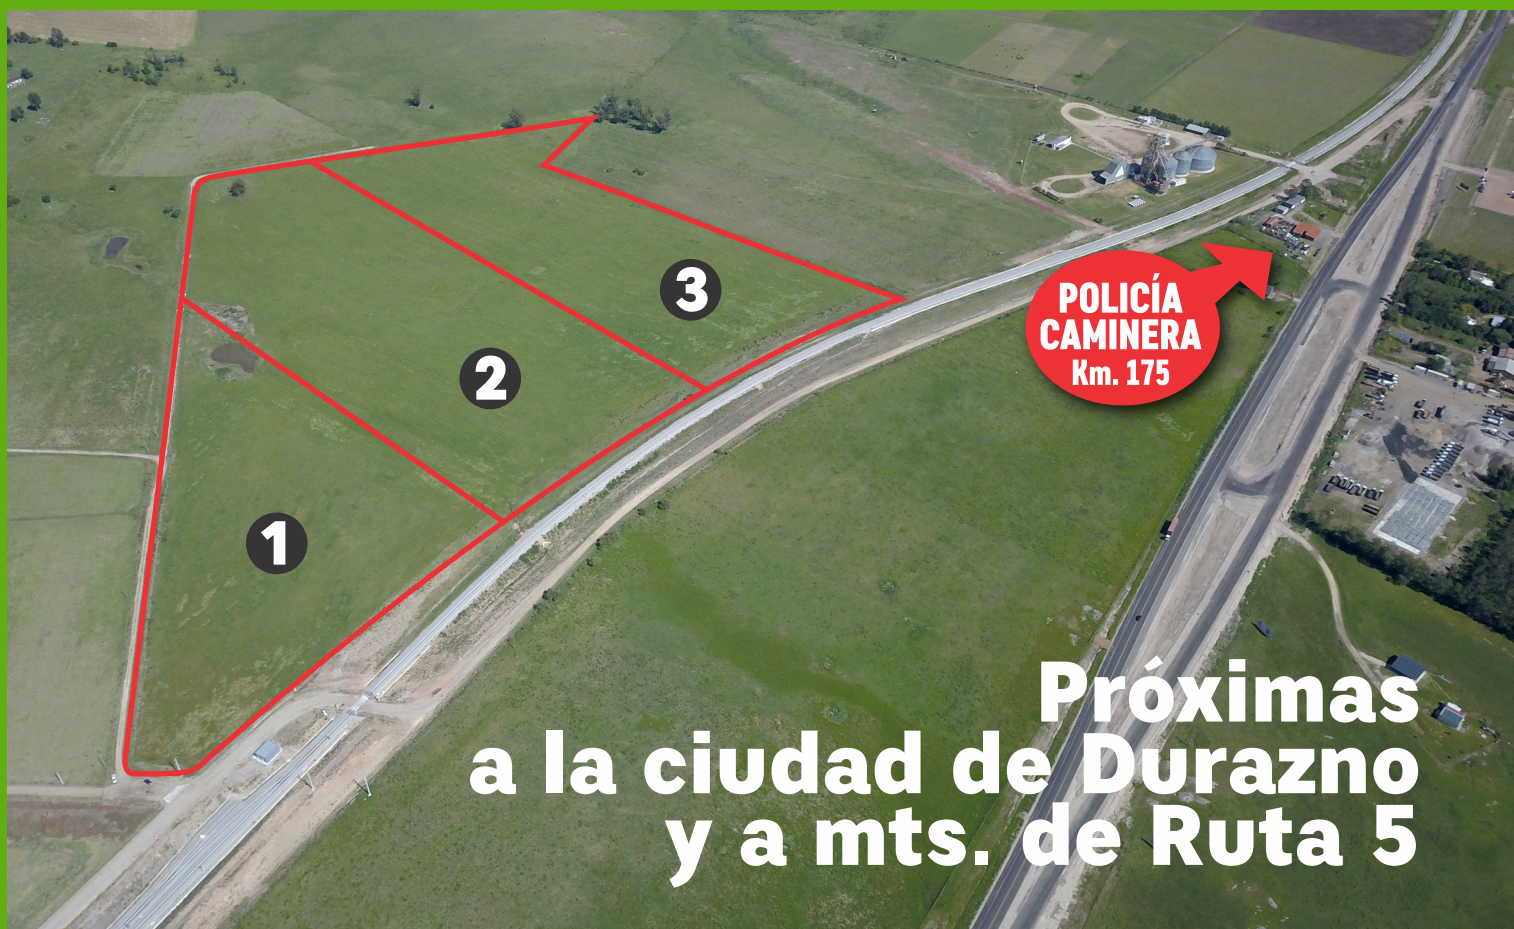 3
POLICÍA
CAMINERA
Km. 175
2
1
Próximas
a la ciudad de Durazno
y a mts. de Ruta 5